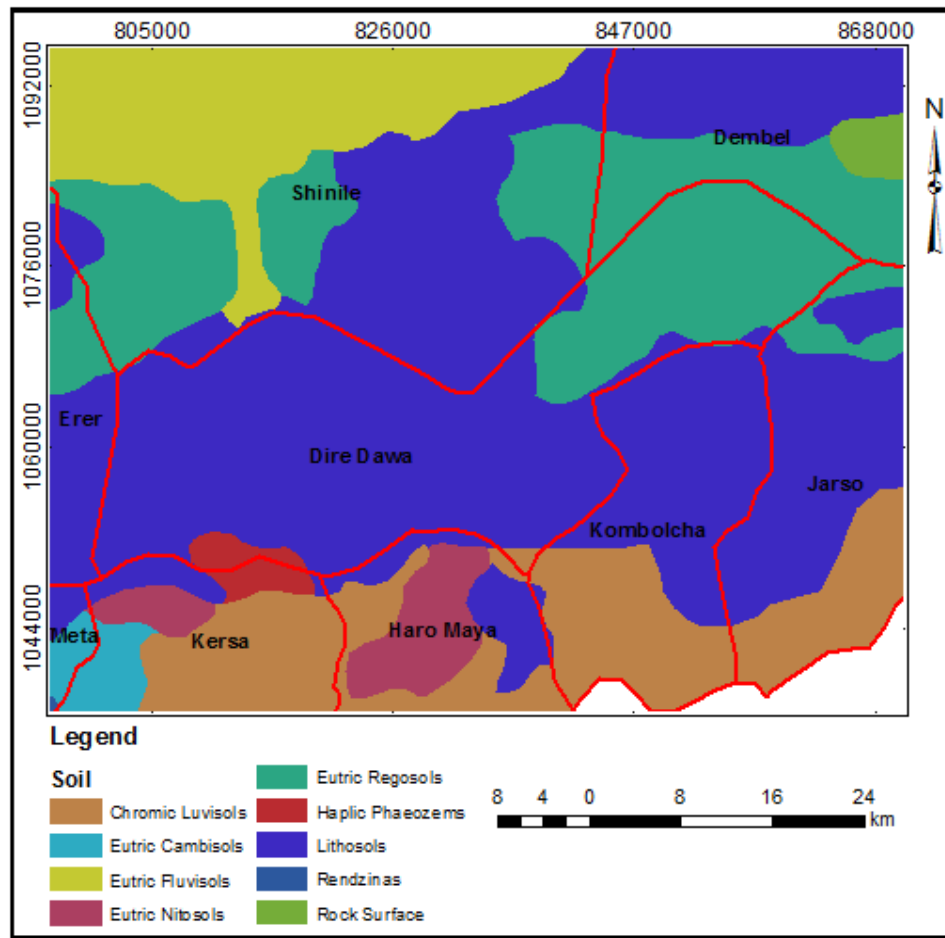 805000 826000 847000 868000
N
1092000
Dembel
Shinile
1076000
Erer
1060000
Dire Dawa
Jarso
Kombolcha
1044000
Meta
Kersa
Haro Maya
Legend
Soil
Chromic Luvisols
Eutric Cambisols
Eutric Fluvisols
Eutric Nitosols
Eutric Regosols
Haplic Phaeozems
Lithosols
Rendzinas
Rock Surface
8 4 0 8 16 24
km